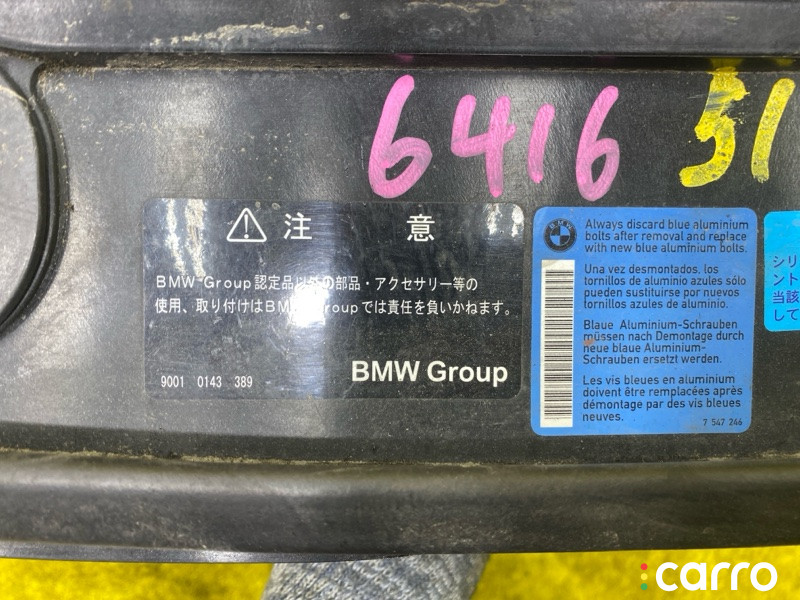 6416 51
注 意
BMW Group認定品以外の部品・アクセサリー等の
使用、取り付けはBMW Groupでは責任を負いかねます。
9001 0143 389
BMW Group
BMW
Always discard blue aluminium
bolts after removal and replace
with new blue aluminium bolts.
Una vez desmontados, los
tornillos de aluminio azules sólo
pueden sustituirse por nuevos
tornillos azules de aluminio.
Blaue Aluminium-Schrauben
müssen nach Demontage durch
neue blaue Aluminium-
Schrauben ersetzt werden.
Les vis bleues en aluminium
doivent être remplacées après
démontage par des vis bleues
neuves.
7 547 246
シリ
ント
当該
して
carro